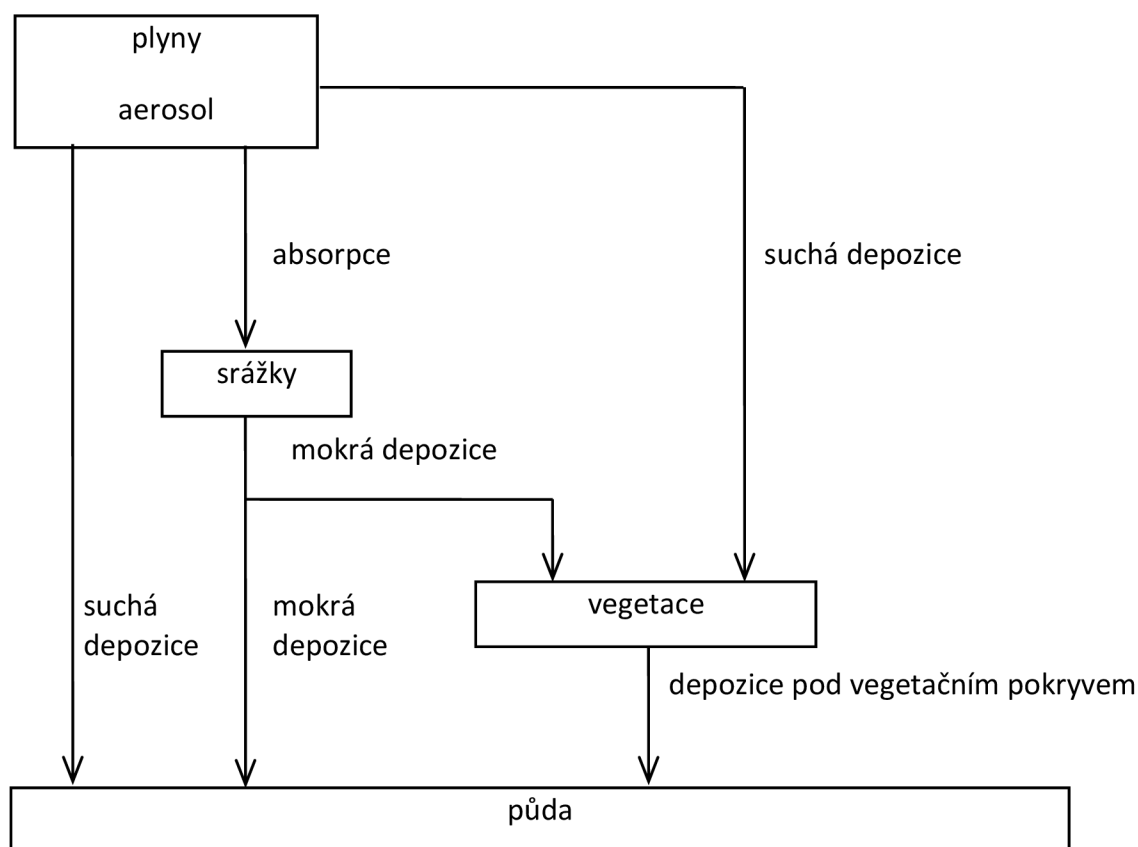 plyny
aerosol
absorpce
suchá depozice
srážky
mokrá depozice
suchá
depozice
mokrá
depozice
vegetace
depozice pod vegetačním pokryvem
půda